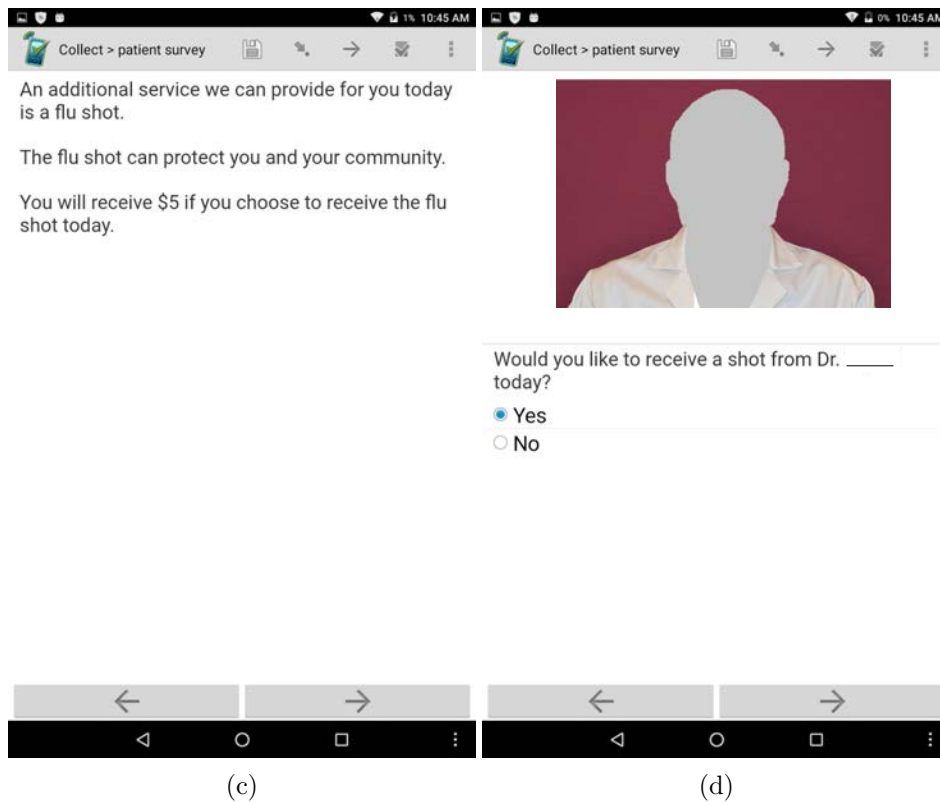 1% 10:45 AM
Collect > patient survey
An additional service we can provide for you today
is a flu shot.
The flu shot can protect you and your community.
You will receive $5 if you choose to receive the flu
shot today.
(c)
0% 10:45 AM
Collect > patient survey
Would you like to receive a shot from Dr. _____
today?
Yes
No
(d)